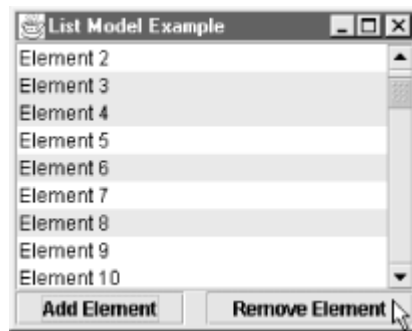 List Model Example
Element 2
Element 3
Element 4
Element 5
Element 6
Element 7
Element 8
Element 9
Element 10
Add Element Remove Element